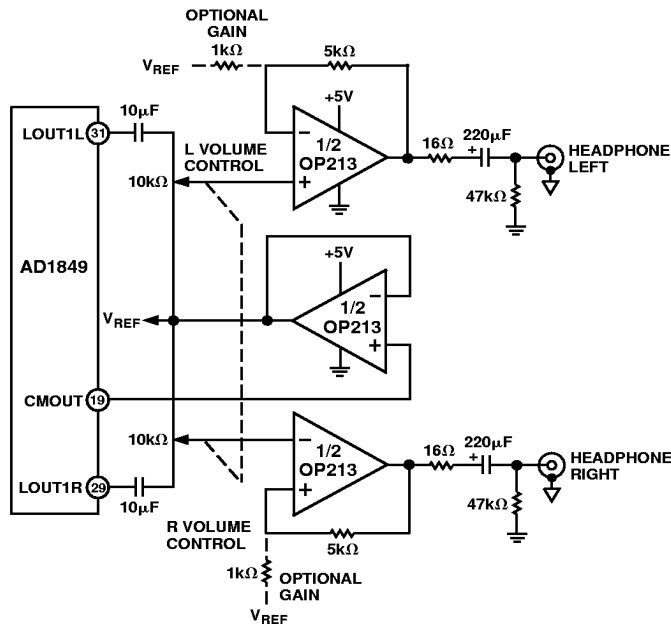 OPTIONAL
GAIN
1kΩ
VREF
5kΩ
+5V
10µF
LOUT1L
31
L VOLUME
CONTROL
10kΩ
−
1/2
OP213
+
16Ω
220µF
+
HEADPHONE
LEFT
47kΩ
AD1849
+5V
VREF
−
1/2
OP213
+
CMOUT
19
10kΩ
−
1/2
OP213
+
16Ω
220µF
+
HEADPHONE
RIGHT
47kΩ
LOUT1R
29
10µF
R VOLUME
CONTROL
5kΩ
1kΩ
OPTIONAL
GAIN
VREF